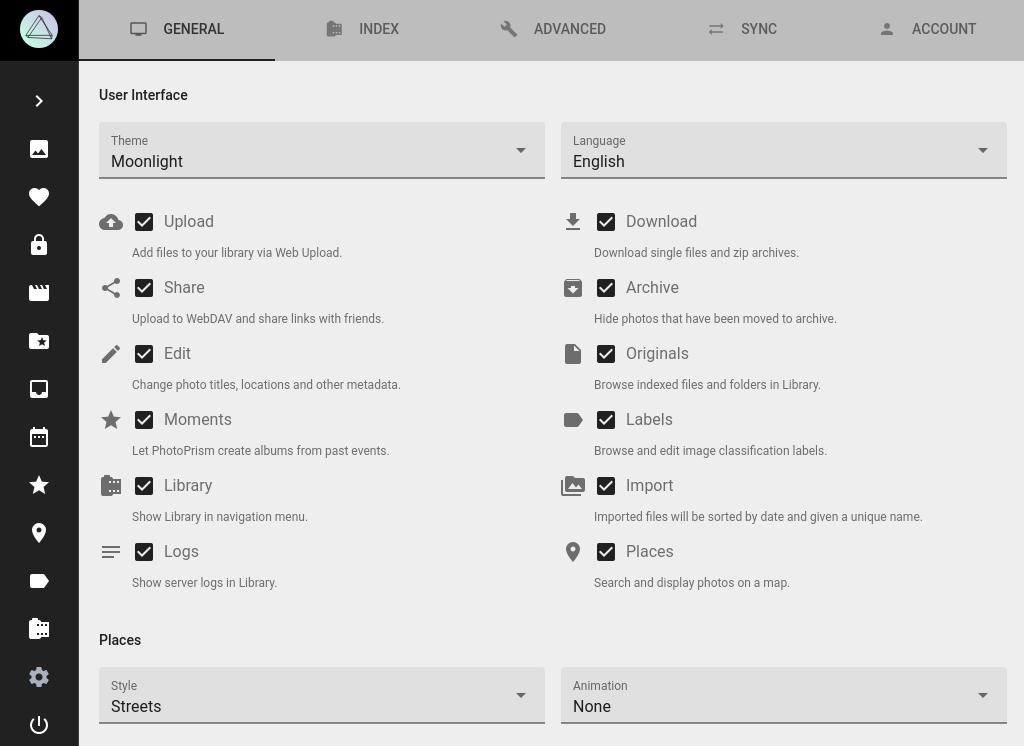 GENERAL
INDEX
ADVANCED
SYNC
ACCOUNT
User Interface
Theme
Moonlight
Language
English
Upload
Add files to your library via Web Upload.
Download
Download single files and zip archives.
Share
Upload to WebDAV and share links with friends.
Archive
Hide photos that have been moved to archive.
Edit
Change photo titles, locations and other metadata.
Originals
Browse indexed files and folders in Library.
Moments
Let PhotoPrism create albums from past events.
Labels
Browse and edit image classification labels.
Library
Show Library in navigation menu.
Import
Imported files will be sorted by date and given a unique name.
Logs
Show server logs in Library.
Places
Search and display photos on a map.
Places
Style
Streets
Animation
None